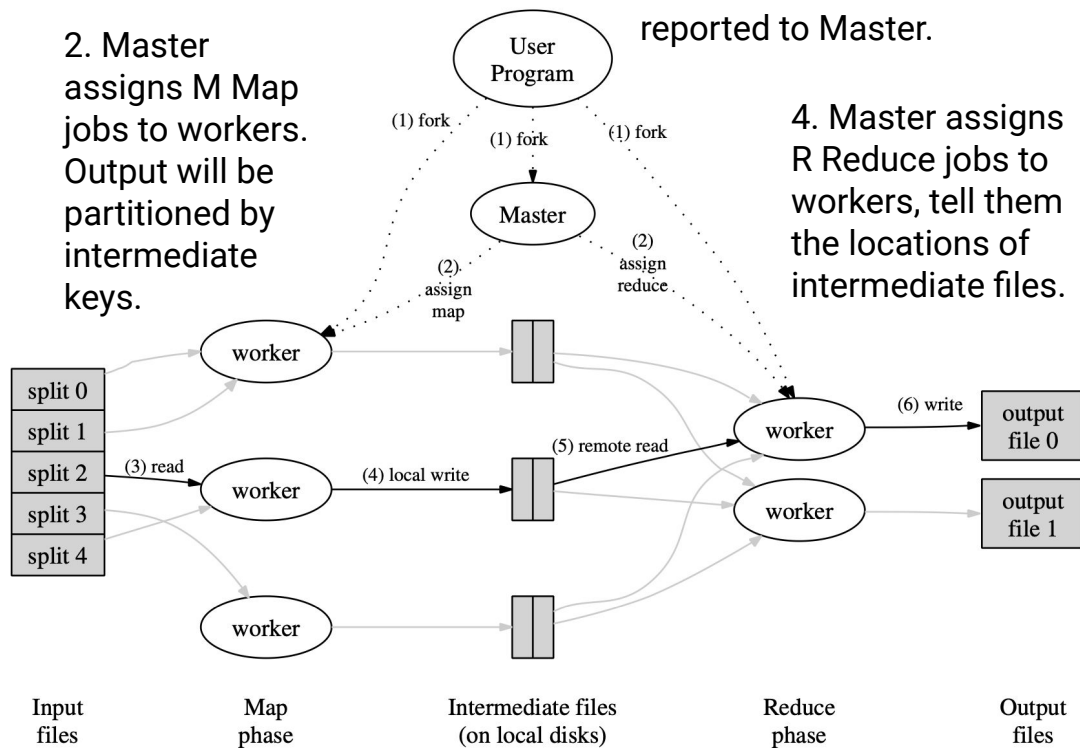 reported to Master.
2. Master
assigns M Map
jobs to workers.
Output will be
partitioned by
intermediate
keys.
User
Program
4. Master assigns
R Reduce jobs to
workers, tell them
the locations of
intermediate files.
(1) fork
(1) fork
(1) fork
Master
(2)
assign
map
(2)
assign
reduce
worker
split 0
split 1
split 2
split 3
split 4
(3) read
worker
(4) local write
(5) remote read
worker
(6) write
output
file 0
worker
output
file 1
worker
Input
files
Map
phase
Intermediate files
(on local disks)
Reduce
phase
Output
files